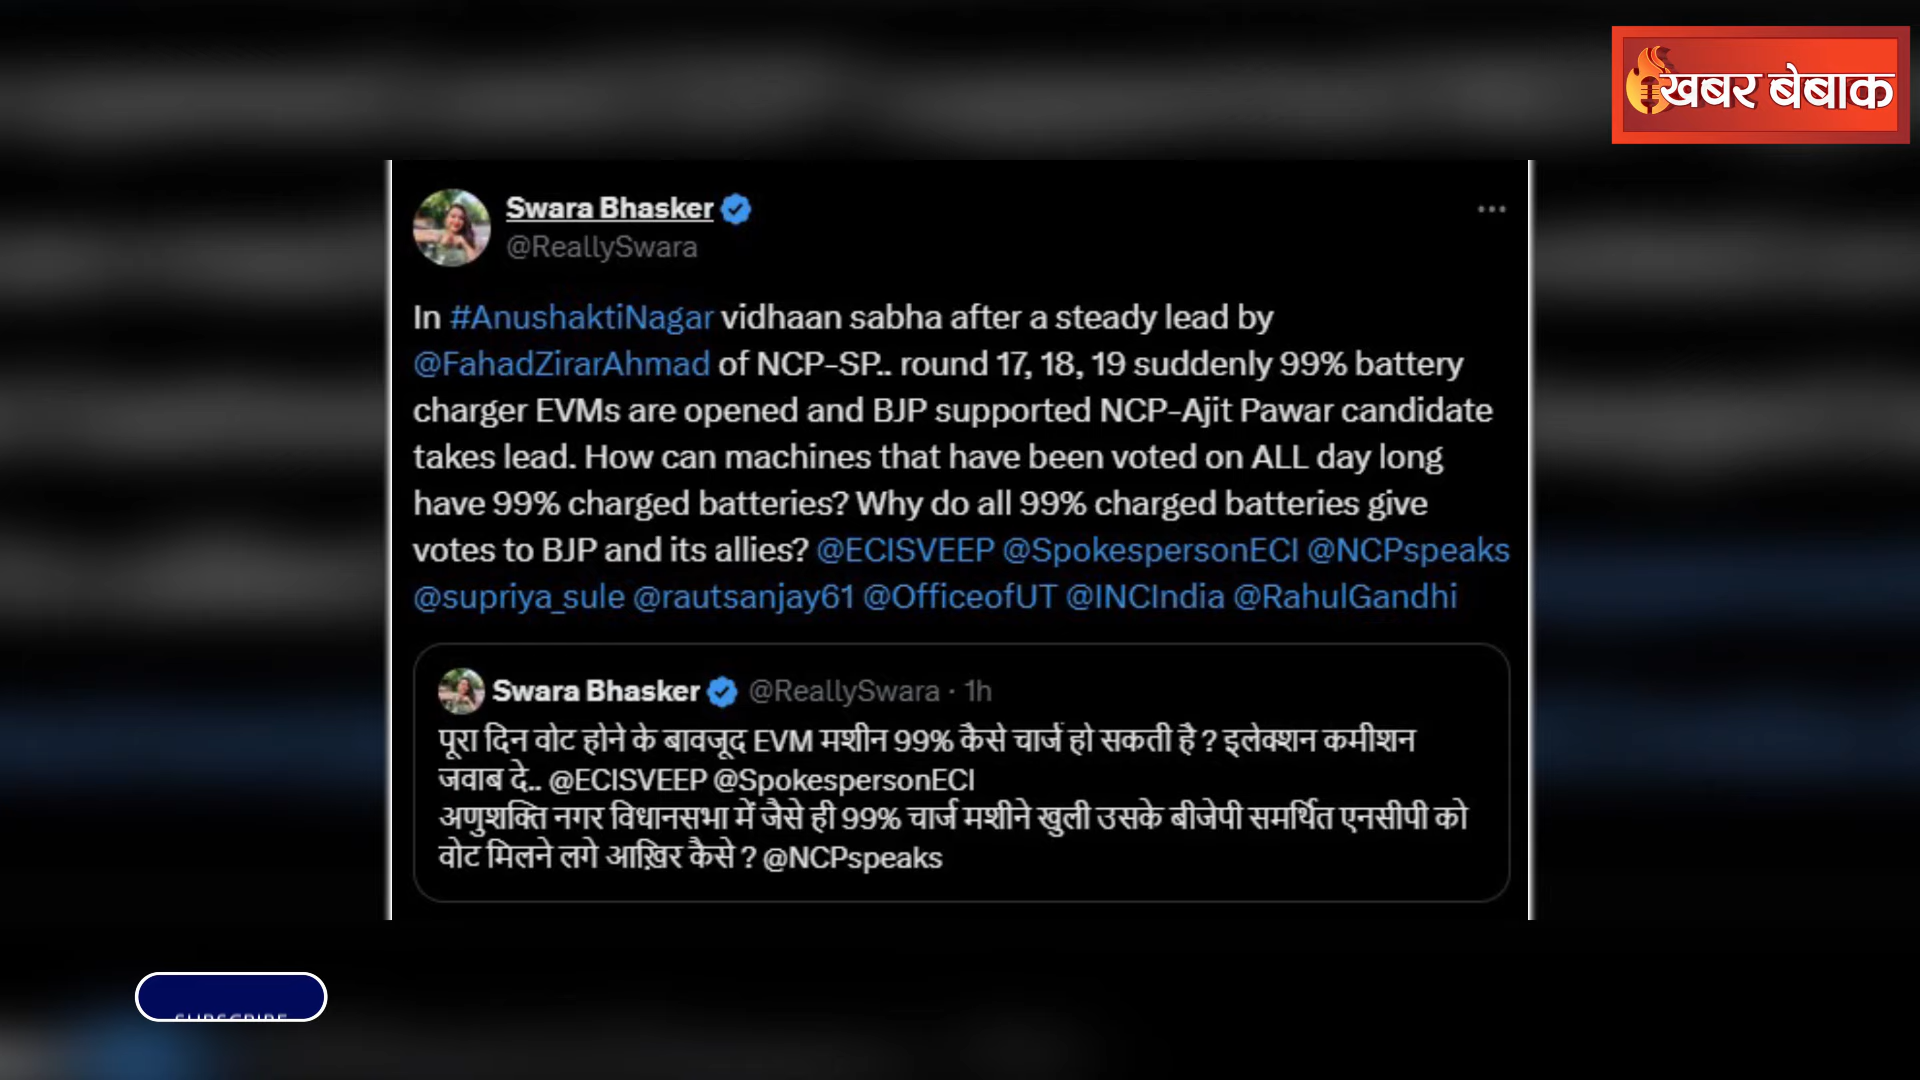 खबर बेबाक
Swara Bhasker
@ReallySwara
In #AnushaktiNagar vidhaan sabha after a steady lead by
@FahadZirarAhmad of NCP-SP.. round 17, 18, 19 suddenly 99% battery
charger EVMs are opened and BJP supported NCP-Ajit Pawar candidate
takes lead. How can machines that have been voted on ALL day long
have 99% charged batteries? Why do all 99% charged batteries give
votes to BJP and its allies? @ECISVEEP @SpokespersonECI @NCPspeaks
@supriya_sule @rautsanjay61 @OfficeofUT @INCIndia @RahulGandhi
Swara Bhasker @ReallySwara · 1h
पूरा दिन वोट होने के बावजूद EVM मशीन 99% कैसे चार्ज हो सकती है ? इलेक्शन कमीशन
जवाब दे.. @ECISVEEP @SpokespersonECI
अणुशक्ति नगर विधानसभा में जैसे ही 99% चार्ज मशीने खुली उसके बीजेपी समर्थित एनसीपी को
वोट मिलने लगे आख़िर कैसे ? @NCPspeaks
SUBSCRIBE